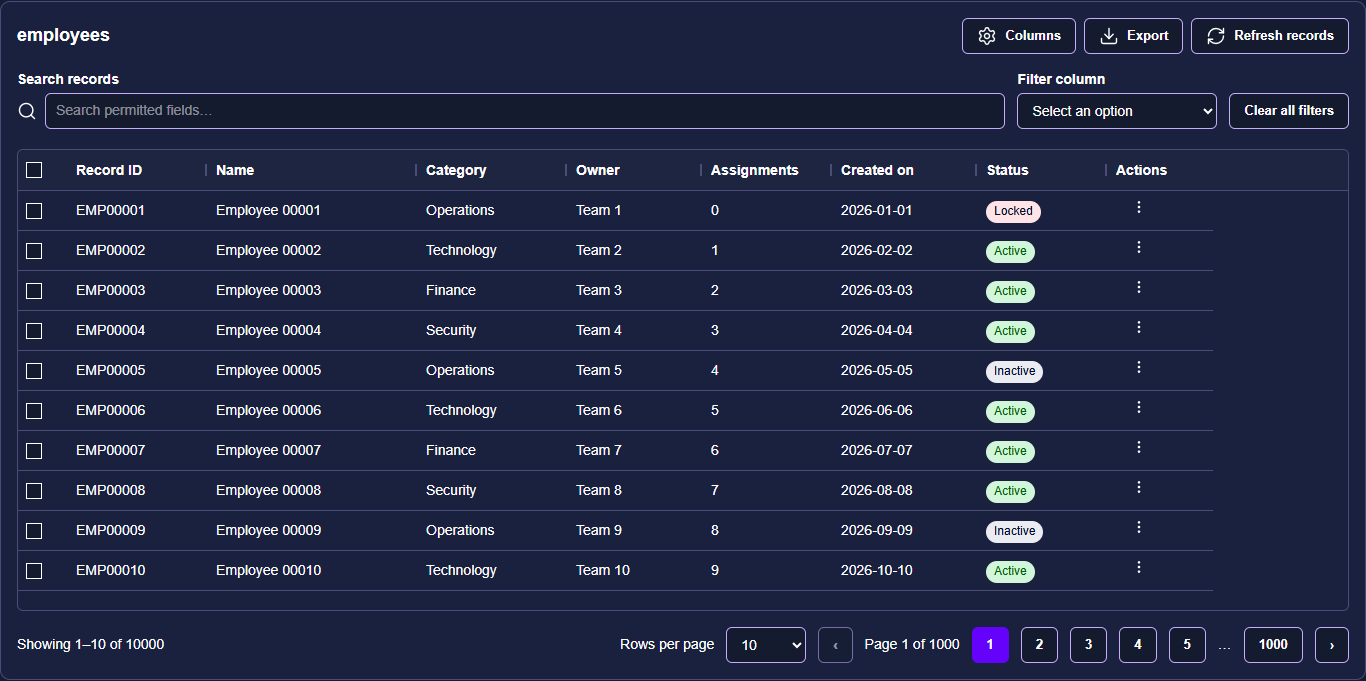 employees
Columns Export Refresh records
Search records Filter column
Search permitted fields... Select an option Clear all filters
Record ID Name Category Owner Assignments Created on Status Actions
EMP00001 Employee 00001 Operations Team 1 0 2026-01-01 Locked
EMP00002 Employee 00002 Technology Team 2 1 2026-02-02 Active
EMP00003 Employee 00003 Finance Team 3 2 2026-03-03 Active
EMP00004 Employee 00004 Security Team 4 3 2026-04-04 Active
EMP00005 Employee 00005 Operations Team 5 4 2026-05-05 Inactive
EMP00006 Employee 00006 Technology Team 6 5 2026-06-06 Active
EMP00007 Employee 00007 Finance Team 7 6 2026-07-07 Active
EMP00008 Employee 00008 Security Team 8 7 2026-08-08 Active
EMP00009 Employee 00009 Operations Team 9 8 2026-09-09 Inactive
EMP00010 Employee 00010 Technology Team 10 9 2026-10-10 Active
Showing 1–10 of 10000 Rows per page 10 ‹ Page 1 of 1000 1 2 3 4 5 ... 1000 ›